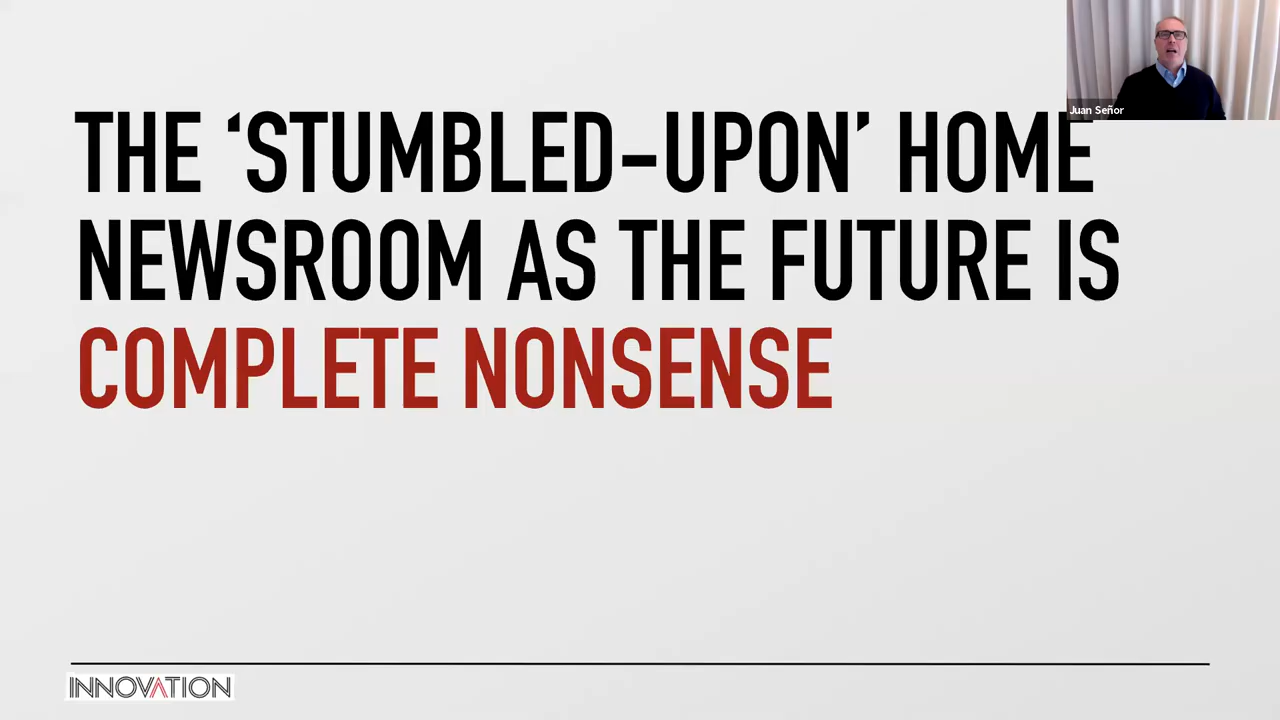 Juan Señor
THE ‘STUMBLED-UPON’ HOME
NEWSROOM AS THE FUTURE IS
COMPLETE NONSENSE
INNOVATION